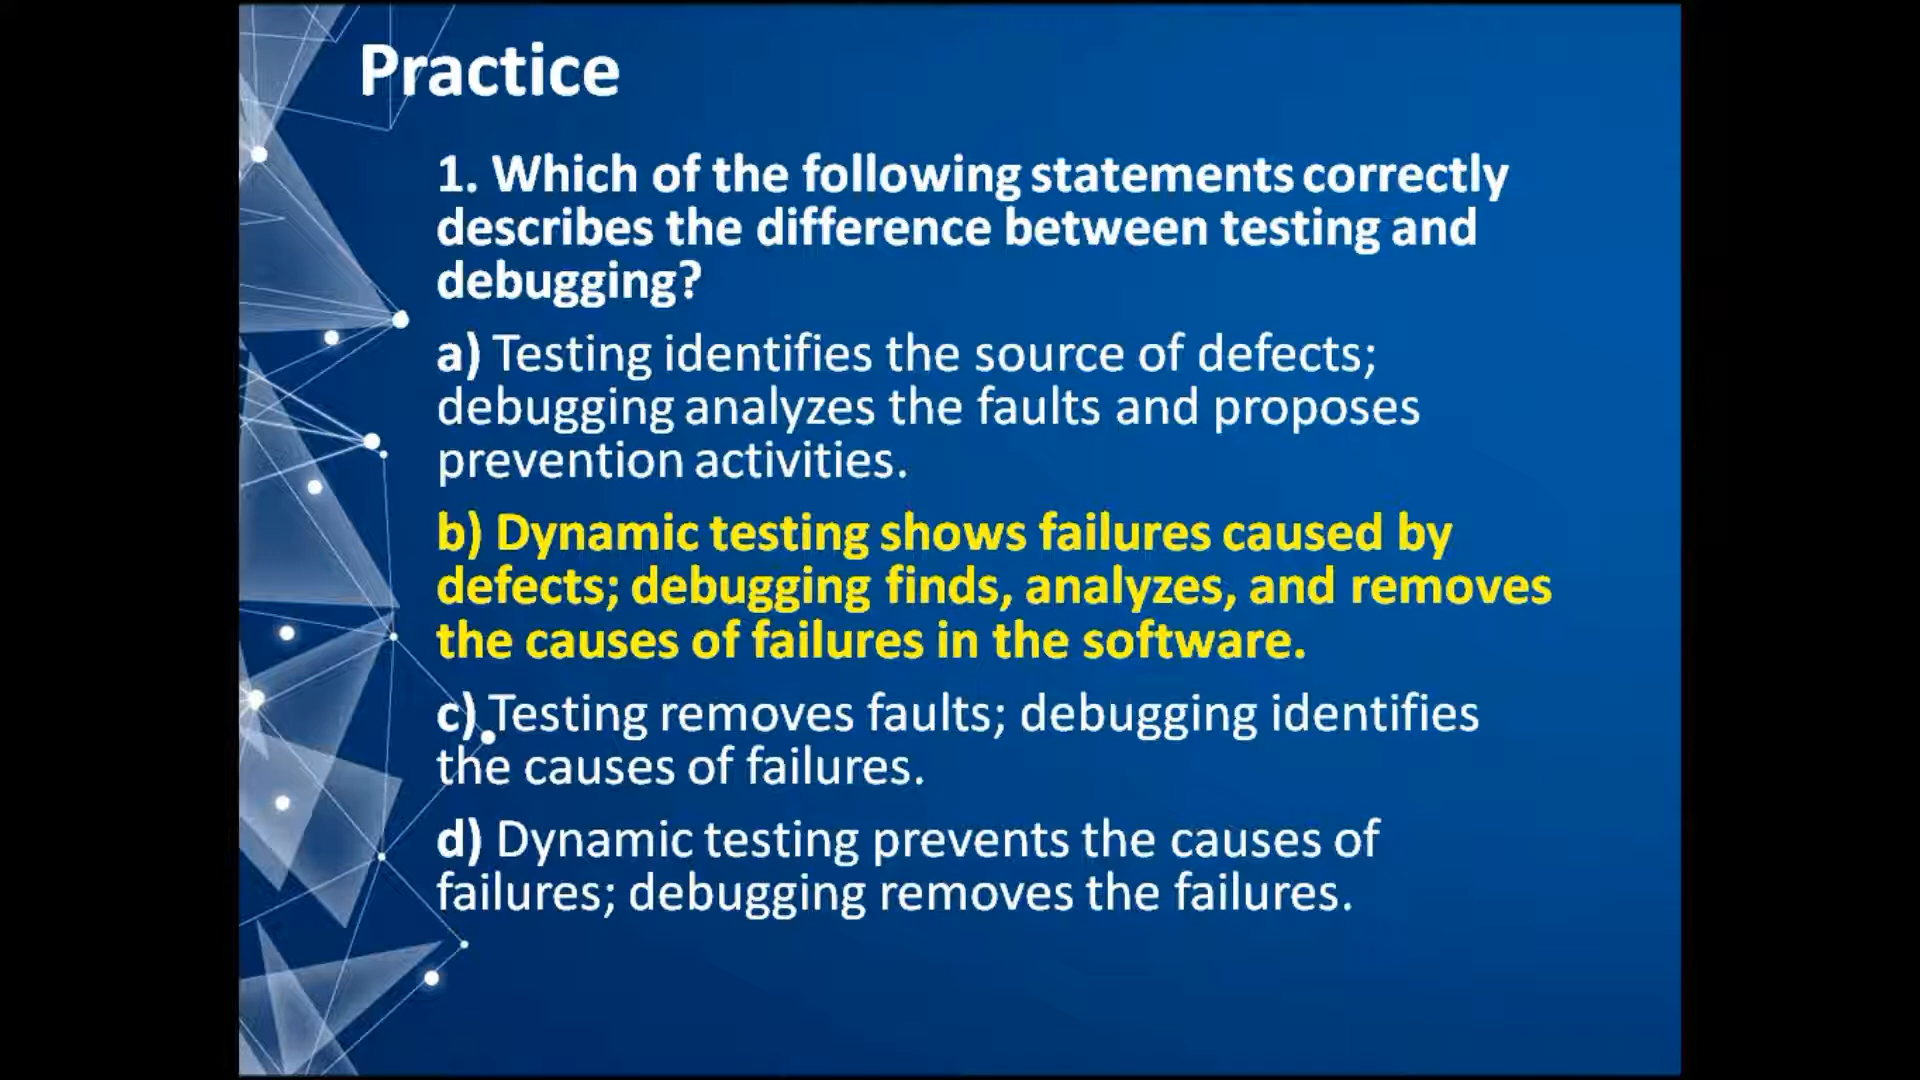 Practice
1. Which of the following statements correctly
describes the difference between testing and
debugging?
a) Testing identifies the source of defects;
debugging analyzes the faults and proposes
prevention activities.
b) Dynamic testing shows failures caused by
defects; debugging finds, analyzes, and removes
the causes of failures in the software.
c) Testing removes faults; debugging identifies
the causes of failures.
d) Dynamic testing prevents the causes of
failures; debugging removes the failures.